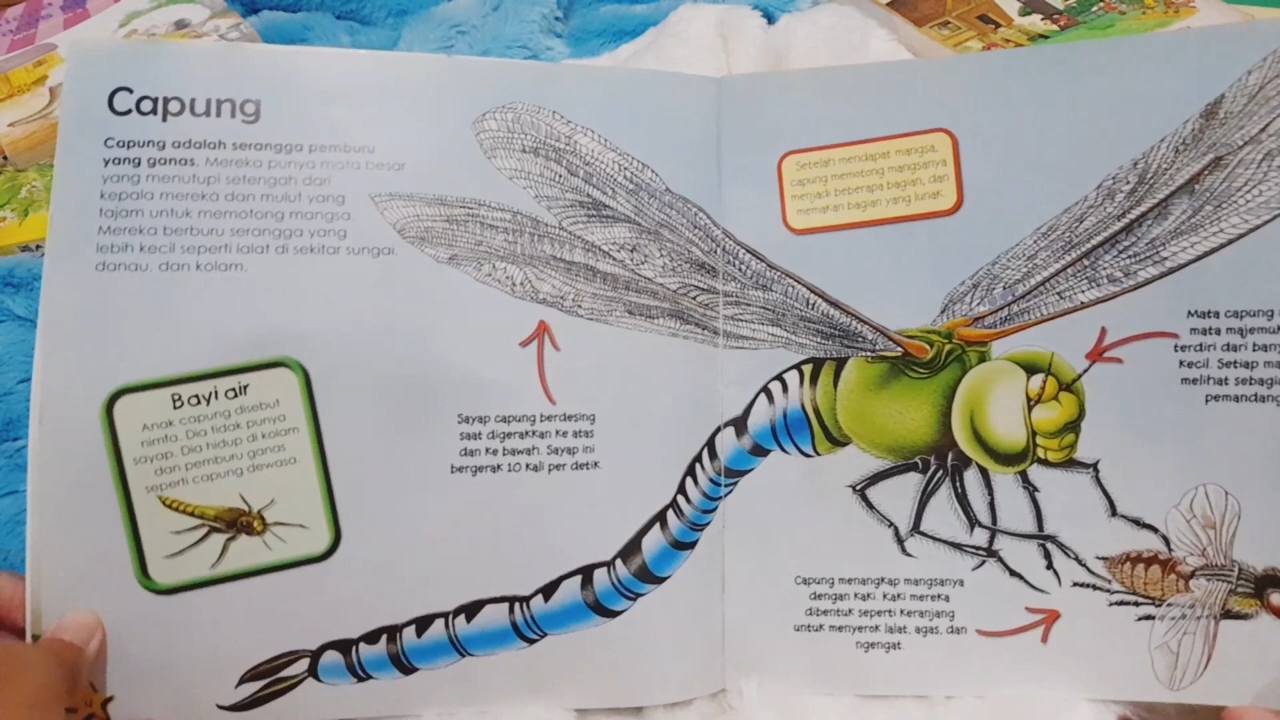 Capung
Capung adalah serangga pemburu
yang ganas. Mereka punya mata besar
yang menutupi setengah dari
kepala mereka dan mulut yang
tajam untuk memotong mangsa.
Mereka berburu serangga yang
lebih kecil seperti lalat di sekitar sungai,
danau, dan kolam.
Bayi air
Anak capung disebut
nimfa. Dia tidak punya
sayap. Dia hidup di kolam
dan pemburu ganas
seperti capung dewasa.
Sayap capung berdesing
saat digerakkan ke atas
dan ke bawah. Sayap ini
bergerak 10 kali per detik.
Setelah mendapat mangsa,
capung memotong mangsanya
menjadi beberapa bagian, dan
memakan bagian yang lunak.
Mata capung
mata majemu
terdiri dari ban
kecil. Setiap ma
melihat sebagi
pemandang
Capung menangkap mangsanya
dengan kaki. Kaki mereka
dibentuk seperti keranjang
untuk menyerok lalat, agas, dan
ngengat.